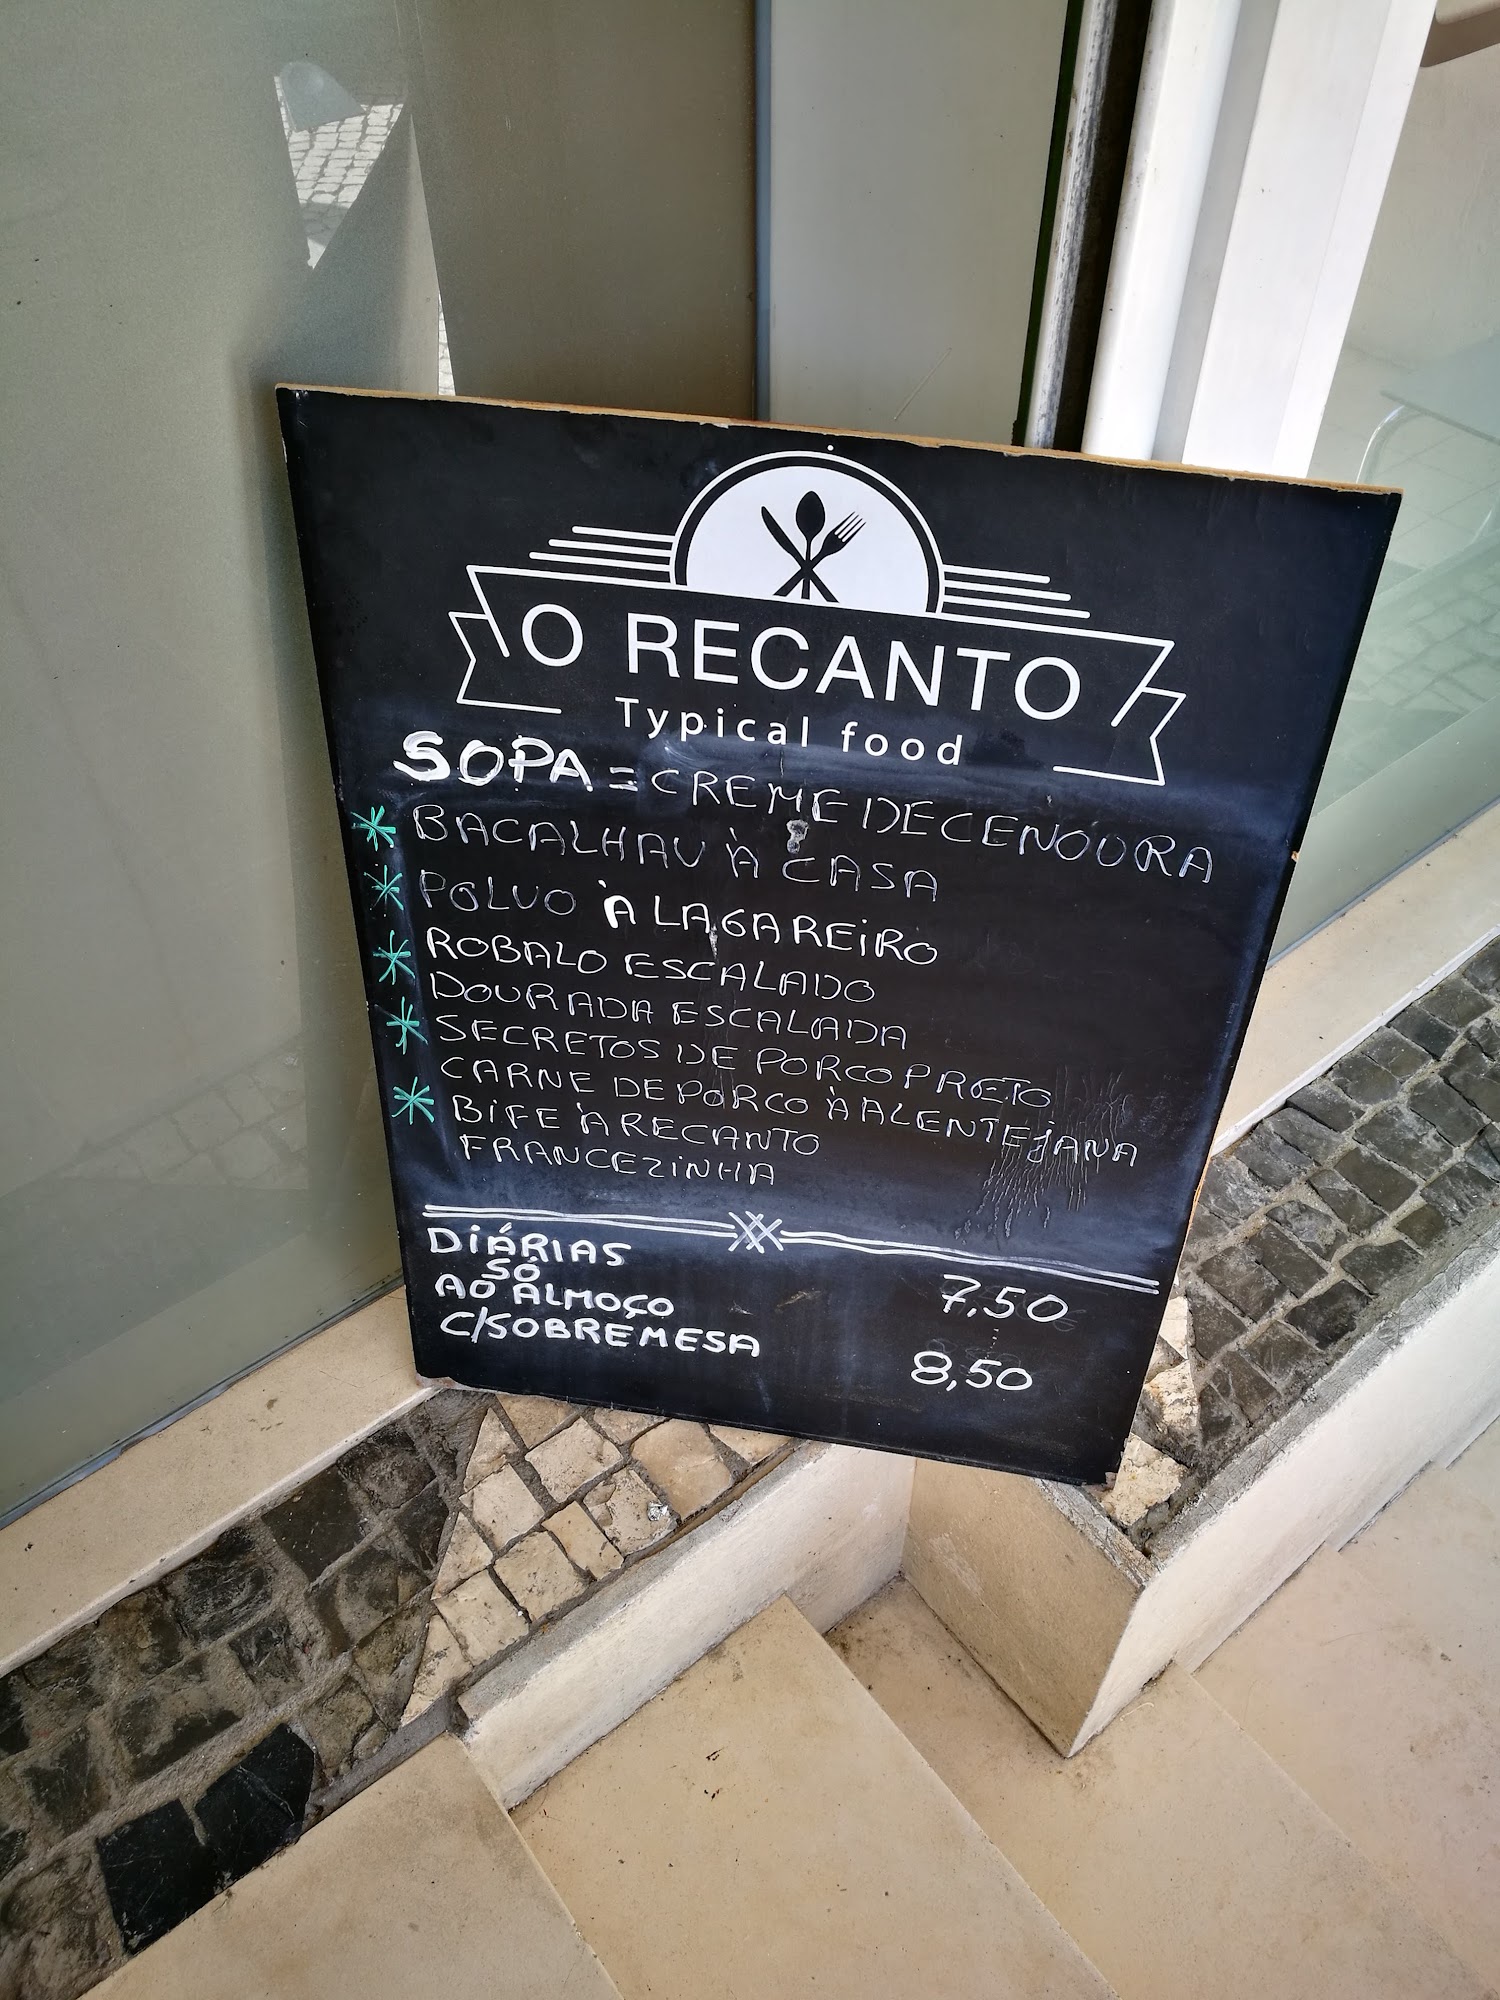 O RECANTO
Typical food
SOPA = CREME DE CENOURA
* BACALHAU À CASA
* POLVO À LAGAREIRO
* ROBALO ESCALADO
DOURADA ESCALADA
* SECRETOS DE PORCO PRETO
CARNE DE PORCO À ALENTEJANA
* BIFE À RECANTO
FRANCEZINHA
DIÁRIAS
SÓ
AO ALMOÇO 7,50
C/SOBREMESA 8,50